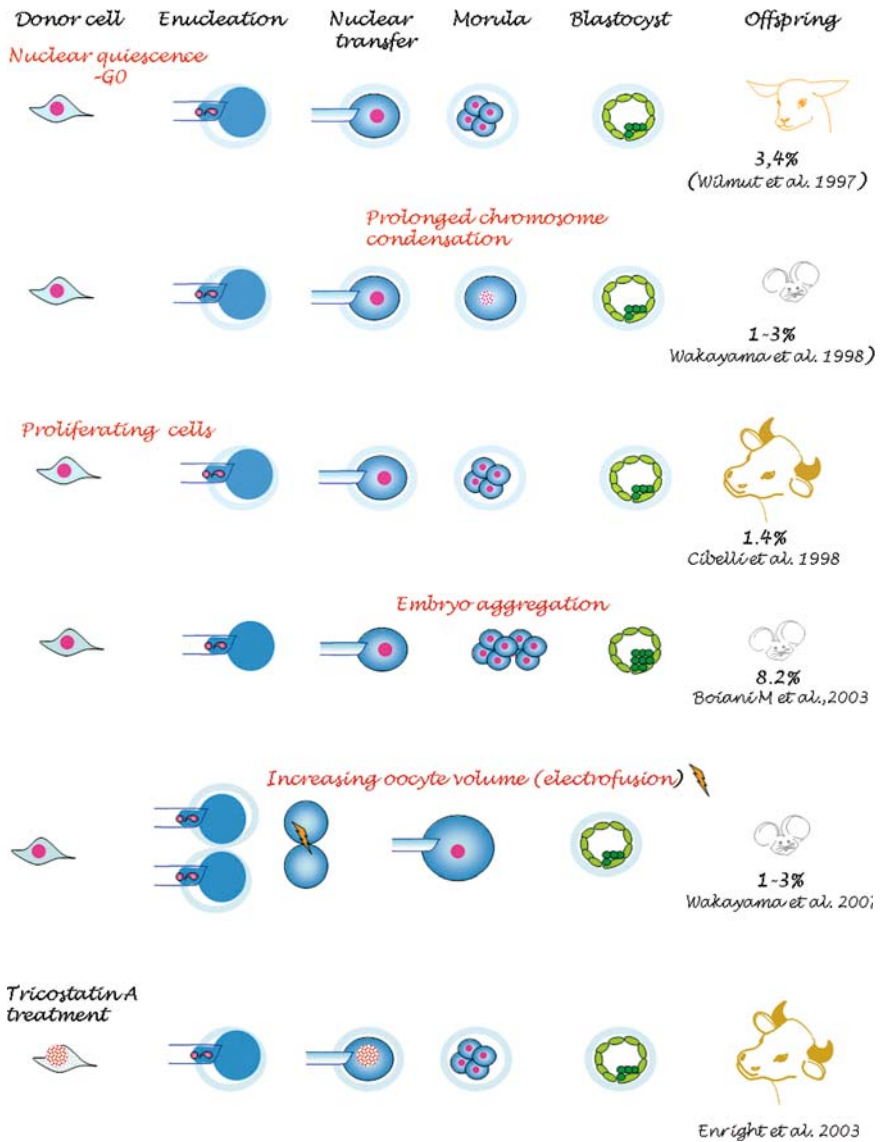 Donor cell Enucleation Nuclear transfer Morula Blastocyst Offspring
Nuclear quiescence
-G0
3,4%
(Wilmut et al. 1997)
Prolonged chromosome
condensation
1-3%
Wakayama et al. 1998)
Proliferating cells
1.4%
Cibelli et al. 1998
Embryo aggregation
8.2%
Boiani M et al.,2003
Increasing oocyte volume (electrofusion)
1-3%
Wakayama et al. 2007
Tricostatin A
treatment
Enright et al. 2003